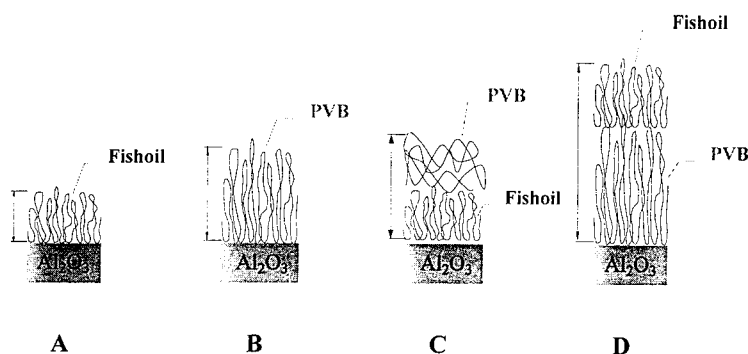 Fishoil
Al₂O₃
A
PVB
Al₂O₃
B
PVB
Fishoil
Al₂O₃
C
Fishoil
PVB
Al₂O₃
D